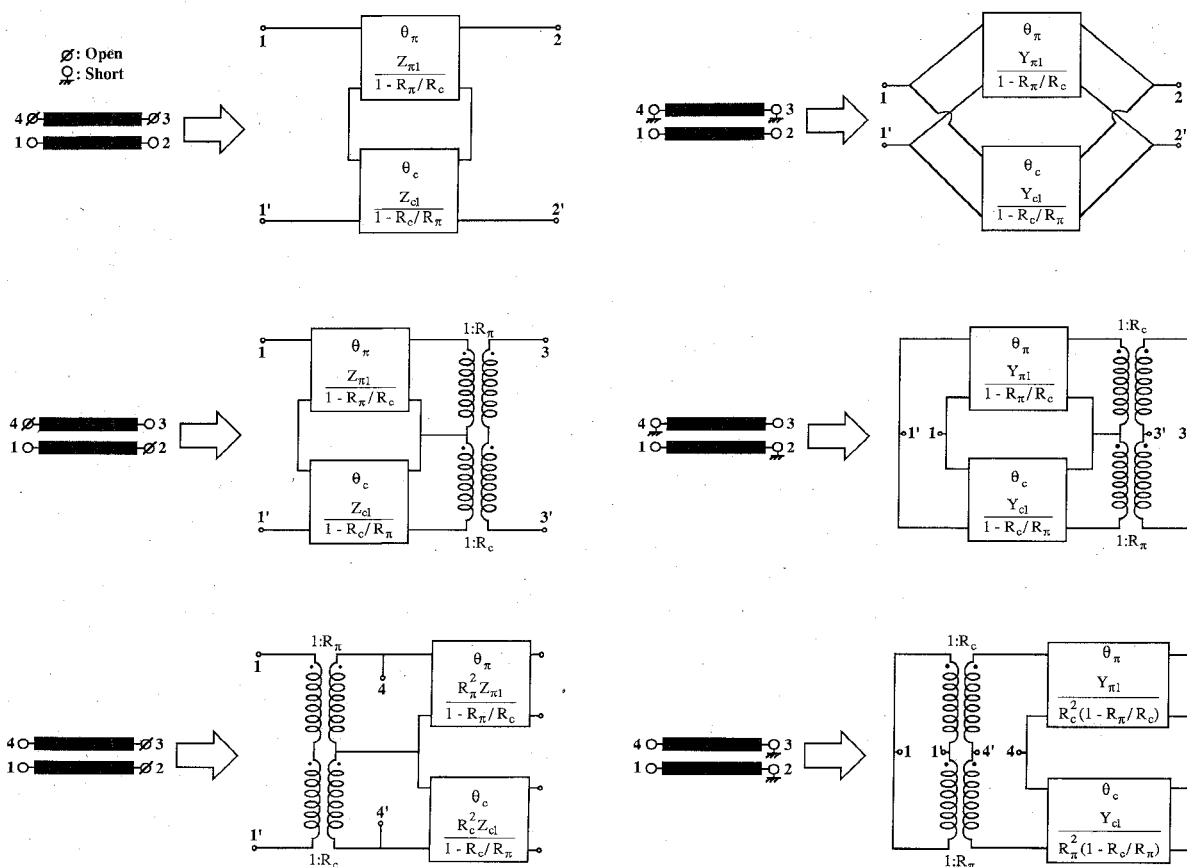 Ø: Open
O: Short
4 3
1 2
1 2
θπ
Zπ1
1 - Rπ/Rc
θc
Zc1
1 - Rc/Rπ
1' 2'
4 3
1 2
1 2
1' 2'
θπ
Yπ1
1 - Rπ/Rc
θc
Yc1
1 - Rc/Rπ
4 3
1 2
1 3
1:Rπ
θπ
Zπ1
1 - Rπ/Rc
θc
Zc1
1 - Rc/Rπ
1' 3'
1:Rc
4 3
1 2
1:Rc
θπ
Yπ1
1 - Rπ/Rc
1' 1 3' 3
θc
Yc1
1 - Rc/Rπ
1:Rπ
4 3
1 2
1:Rπ
1 4
θπ
Rπ² Zπ1
1 - Rπ/Rc
θc
Rc² Zc1
1 - Rc/Rπ
1' 4'
1:Rc
4 3
1 2
1:Rc
θπ
Yπ1
Rc²(1 - Rπ/Rc)
1 1' 4' 4
θc
Yc1
Rπ²(1 - Rc/Rπ)
1:Rπ